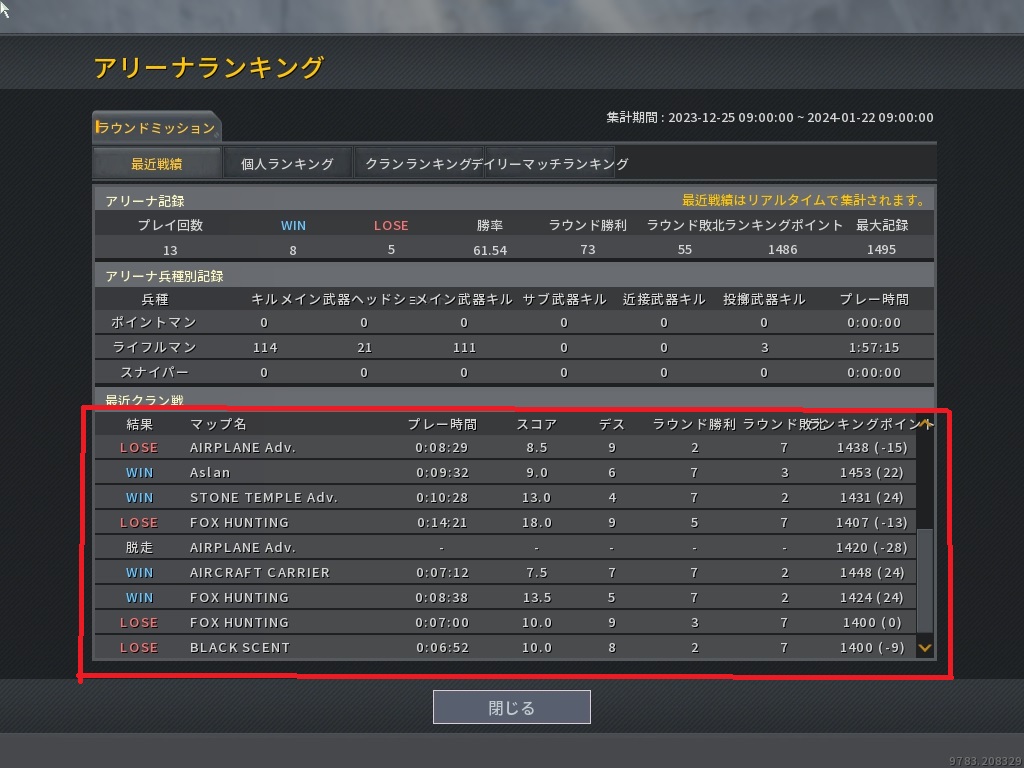 アリーナランキング
ラウンドミッション 集計期間 : 2023-12-25 09:00:00 ~ 2024-01-22 09:00:00
最近戦績 個人ランキング クランランキング デイリーマッチランキング
アリーナ記録 最近戦績はリアルタイムで集計されます。
プレイ回数 WIN LOSE 勝率 ラウンド勝利 ラウンド敗北 ランキングポイント 最大記録
13 8 5 61.54 73 55 1486 1495
アリーナ兵種別記録
兵種 キル メイン武器ヘッドショ メイン武器キル サブ武器キル 近接武器キル 投擲武器キル プレー時間
ポイントマン 0 0 0 0 0 0 0:00:00
ライフルマン 114 21 111 0 0 3 1:57:15
スナイパー 0 0 0 0 0 0 0:00:00
最近クラン戦
結果 マップ名 プレー時間 スコア デス ラウンド勝利 ラウンド敗北 ランキングポイント
LOSE AIRPLANE Adv. 0:08:29 8.5 9 2 7 1438 (-15)
WIN Aslan 0:09:32 9.0 6 7 3 1453 (22)
WIN STONE TEMPLE Adv. 0:10:28 13.0 4 7 2 1431 (24)
LOSE FOX HUNTING 0:14:21 18.0 9 5 7 1407 (-13)
脱走 AIRPLANE Adv. - - - - - 1420 (-28)
WIN AIRCRAFT CARRIER 0:07:12 7.5 7 7 2 1448 (24)
WIN FOX HUNTING 0:08:38 13.5 5 7 2 1424 (24)
LOSE FOX HUNTING 0:07:00 10.0 9 3 7 1400 (0)
LOSE BLACK SCENT 0:06:52 10.0 8 2 7 1400 (-9)
閉じる
9783.208329